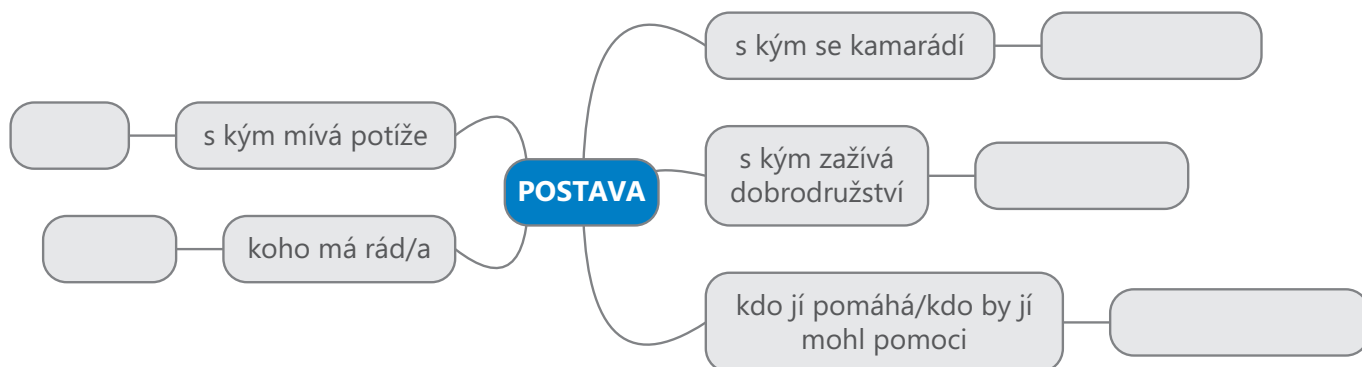 s kým se kamarádí
s kým mívá potíže
s kým zažívá
dobrodružství
POSTAVA
koho má rád/a
kdo jí pomáhá/kdo by jí
mohl pomoci